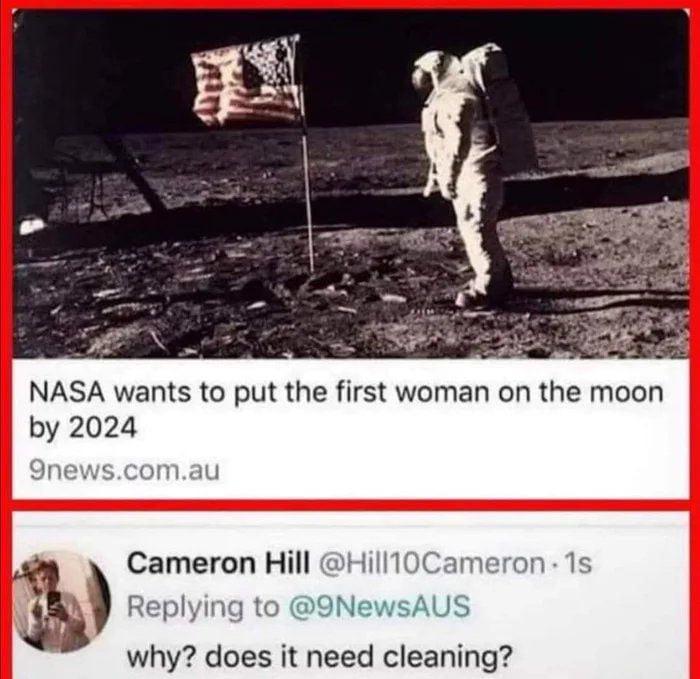 NASA wants to put the first woman on the moon
by 2024
9news.com.au
Cameron Hill @Hill10Cameron · 1s
Replying to @9NewsAUS
why? does it need cleaning?